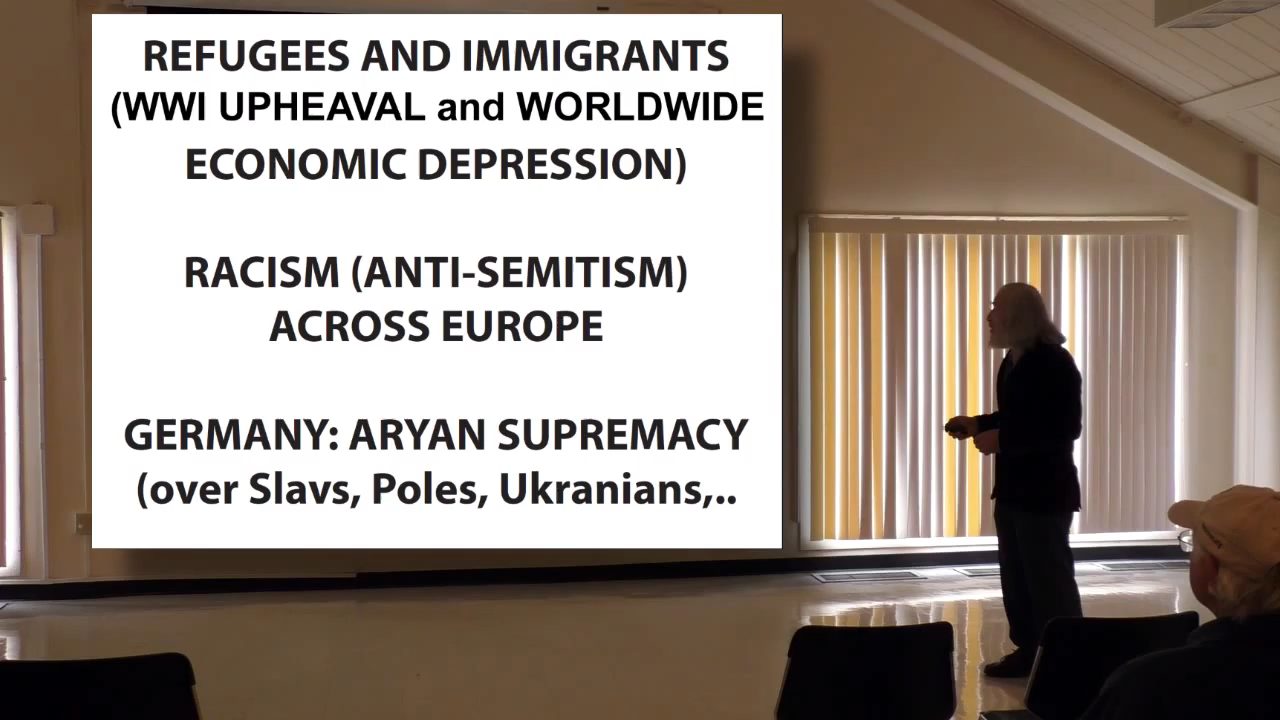 REFUGEES AND IMMIGRANTS
(WWI UPHEAVAL and WORLDWIDE
ECONOMIC DEPRESSION)
RACISM (ANTI-SEMITISM)
ACROSS EUROPE
GERMANY: ARYAN SUPREMACY
(over Slavs, Poles, Ukranians,..